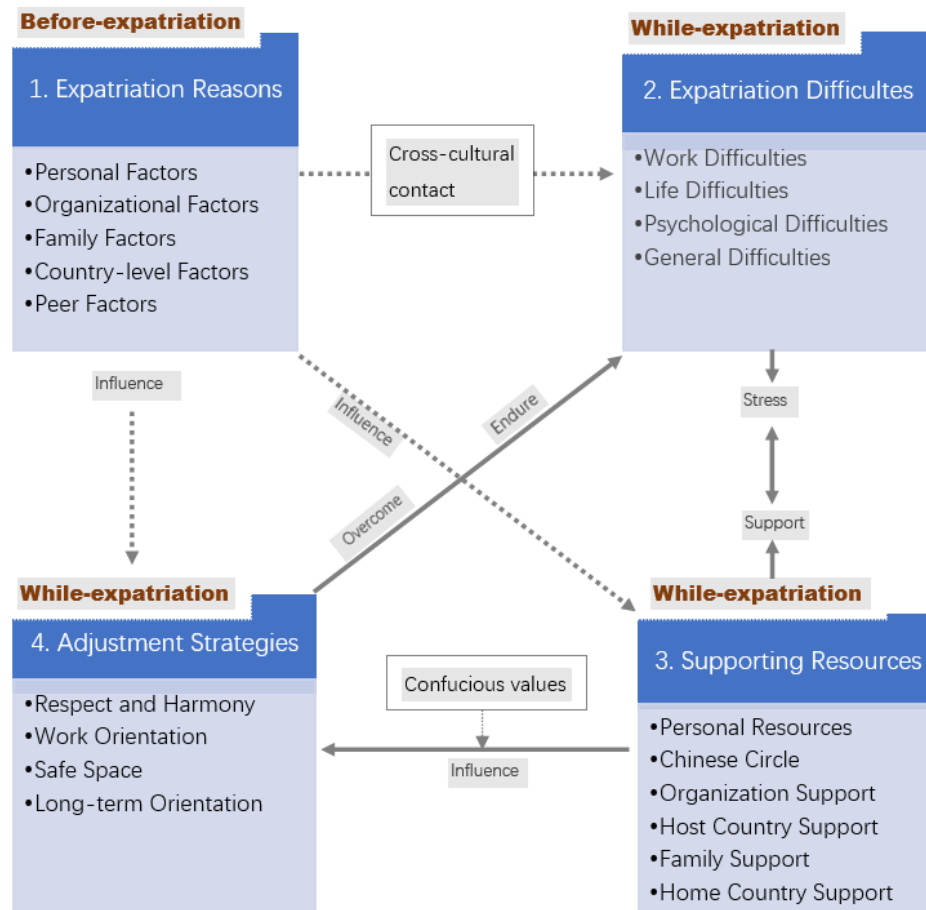 Before-expatriation
1. Expatriation Reasons
•Personal Factors
•Organizational Factors
•Family Factors
•Country-level Factors
•Peer Factors
Cross-cultural
contact
While-expatriation
2. Expatriation Difficultes
•Work Difficulties
•Life Difficulties
•Psychological Difficulties
•General Difficulties
Influence
Influence
Endure
Overcome
Stress
Support
While-expatriation
4. Adjustment Strategies
•Respect and Harmony
•Work Orientation
•Safe Space
•Long-term Orientation
Confucious values
Influence
While-expatriation
3. Supporting Resources
•Personal Resources
•Chinese Circle
•Organization Support
•Host Country Support
•Family Support
•Home Country Support